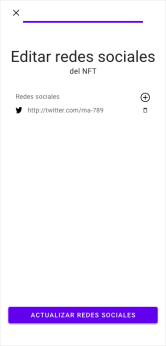 Editar redes sociales
del NFT
Redes sociales
http://twitter.com/ma-789
ACTUALIZAR REDES SOCIALES